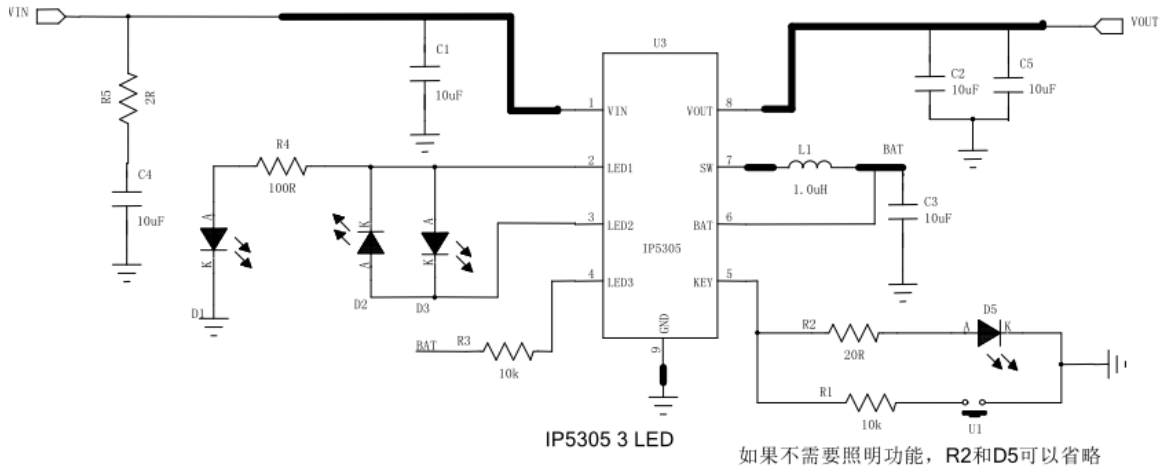 VIN
VOUT
U3
R5
2R
C1
10uF
C2
10uF
C5
10uF
1
VIN
VOUT
8
C4
10uF
R4
100R
2
LED1
SW
7
L1
1.0uH
BAT
C3
10uF
A
K
D1
K
A
D2
A
K
D3
3
LED2
BAT
6
IP5305
4
LED3
KEY
5
GND
9
BAT
R3
10k
R2
20R
A
D5
K
R1
10k
U1
IP5305 3 LED
如果不需要照明功能，R2和D5可以省略